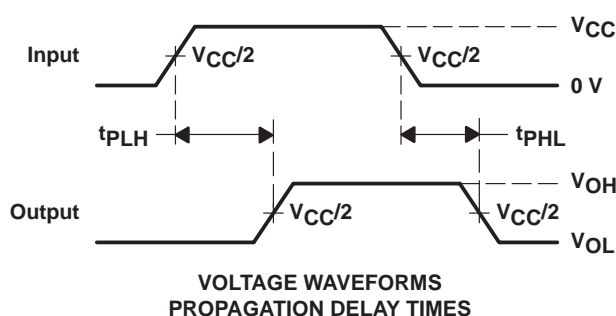 VCC
Input
VCC/2
VCC/2
0 V
tPLH
tPHL
VOH
Output
VCC/2
VCC/2
VOL
VOLTAGE WAVEFORMS
PROPAGATION DELAY TIMES